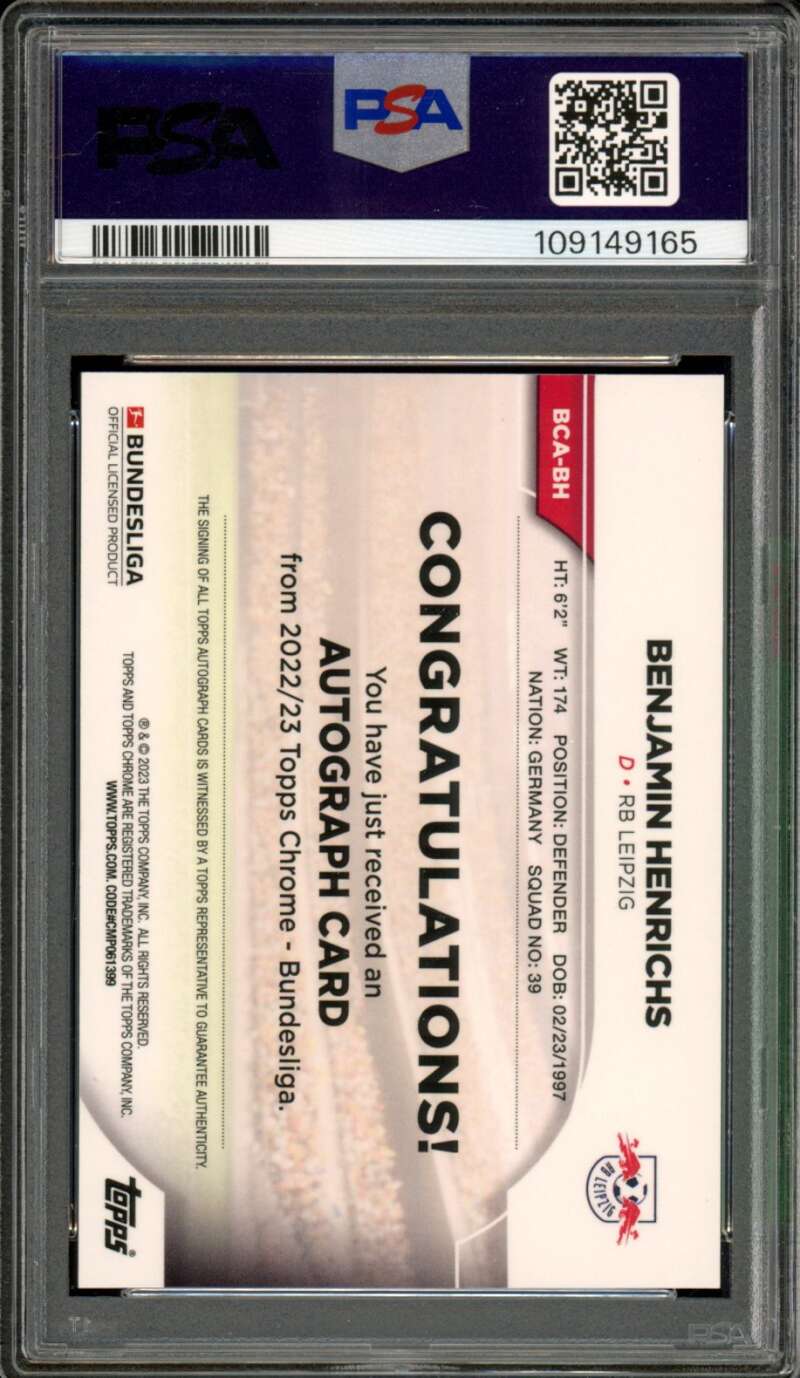 PSA
PSA
109149165
BENJAMIN HENRICHS
D • RB LEIPZIG
RB LEIPZIG
BCA-BH
HT: 6'2" WT: 174 POSITION: DEFENDER DOB: 02/23/1997
NATION: GERMANY SQUAD NO: 39
CONGRATULATIONS!
You have just received an
AUTOGRAPH CARD
from 2022/23 Topps Chrome - Bundesliga.
THE SIGNING OF ALL TOPPS AUTOGRAPH CARDS IS WITNESSED BY A TOPPS REPRESENTATIVE TO GUARANTEE AUTHENTICITY.
BUNDESLIGA
OFFICIAL LICENSED PRODUCT
® & © 2023 THE TOPPS COMPANY, INC. ALL RIGHTS RESERVED.
TOPPS AND TOPPS CHROME ARE REGISTERED TRADEMARKS OF THE TOPPS COMPANY, INC.
WWW.TOPPS.COM. CODE#CMP061399
topps®
PSA